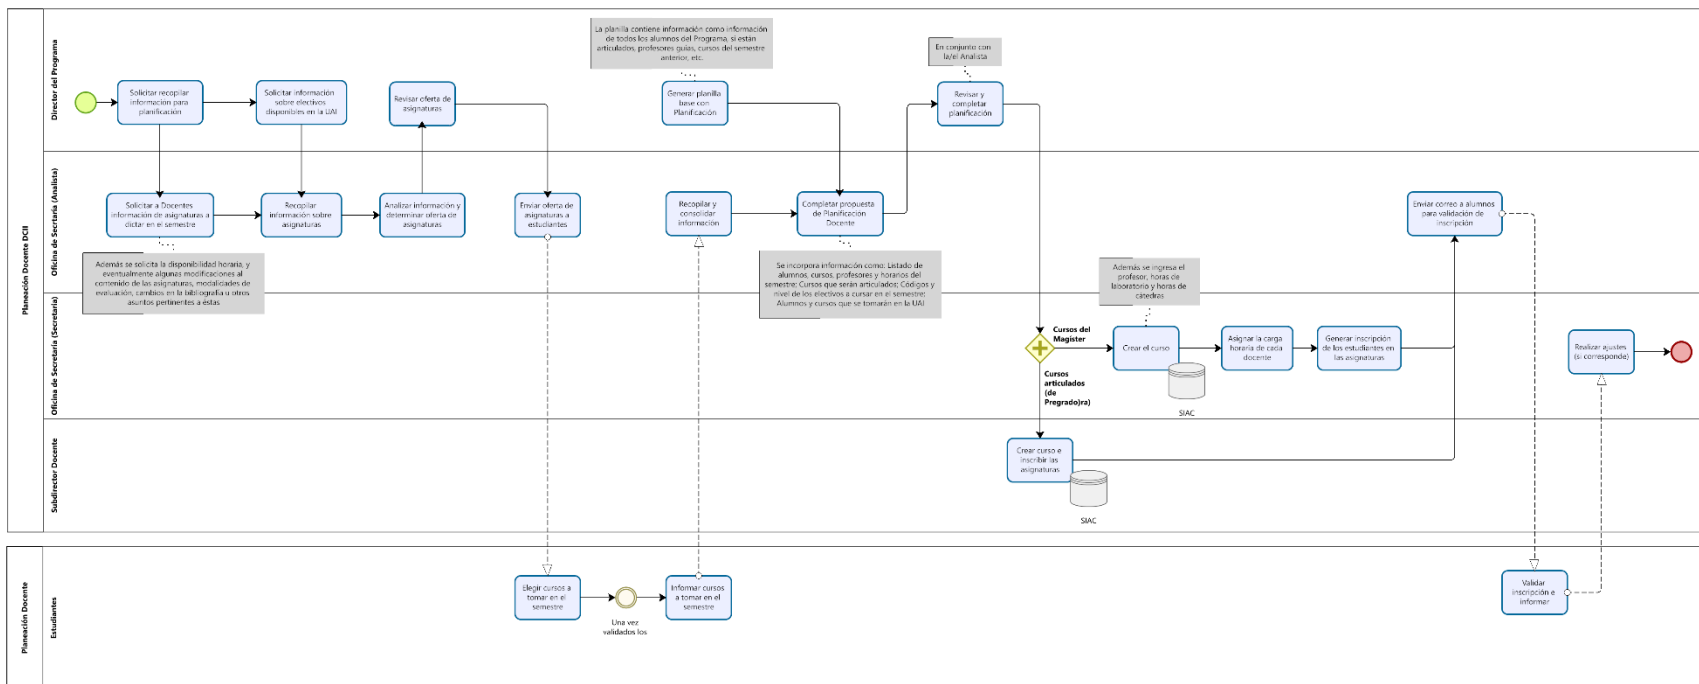 Planeación Docente DCII
Director del Programa
Solicitar recopilar
información para
planificación
Solicitar información
sobre electivos
disponibles en la UAI
Revisar oferta de
asignaturas
La planilla contiene información como información
de todos los alumnos del Programa, si están
articulados, profesores guías, cursos del semestre
anterior, etc.
Generar planilla
base con
Planificación
En conjunto con
la/el Analista
Revisar y
completar
planificación
Oficina de Secretaría (Analista)
Solicitar a Docentes
información de asignaturas a
dictar en el semestre
Recopilar
información sobre
asignaturas
Analizar información y
determinar oferta de
asignaturas
Enviar oferta de
asignaturas a
estudiantes
Recopilar y
consolidar
información
Completar propuesta
de Planificación
Docente
Enviar correo a alumnos
para validación de
inscripción
Además se solicita la disponibilidad horaria, y
eventualmente algunas modificaciones al
contenido de las asignaturas, modalidades de
evaluación, cambios en la bibliografía u otros
asuntos pertinentes a éstas
Se incorpora información como: Listado de
alumnos, cursos, profesores y horarios del
semestre; Cursos que serán articulados; Códigos y
nivel de los electivos a cursar en el semestre;
Alumnos y cursos que se tomarán en la UAI
Además se ingresa el
profesor, horas de
laboratorio y horas de
cátedras
Oficina de Secretaría (Secretaria)
Cursos del
Magíster
Crear el curso
SIAC
Asignar la carga
horaria de cada
docente
Generar inscripción
de los estudiantes en
las asignaturas
Realizar ajustes
(si corresponde)
Cursos
articulados
(de
Pregrado)ra)
Subdirector Docente
Crear curso e
inscribir las
asignaturas
SIAC
Planeación Docente
Estudiantes
Elegir cursos a
tomar en el
semestre
Una vez
validados los
Informar cursos
a tomar en el
semestre
Validar
inscripción e
informar